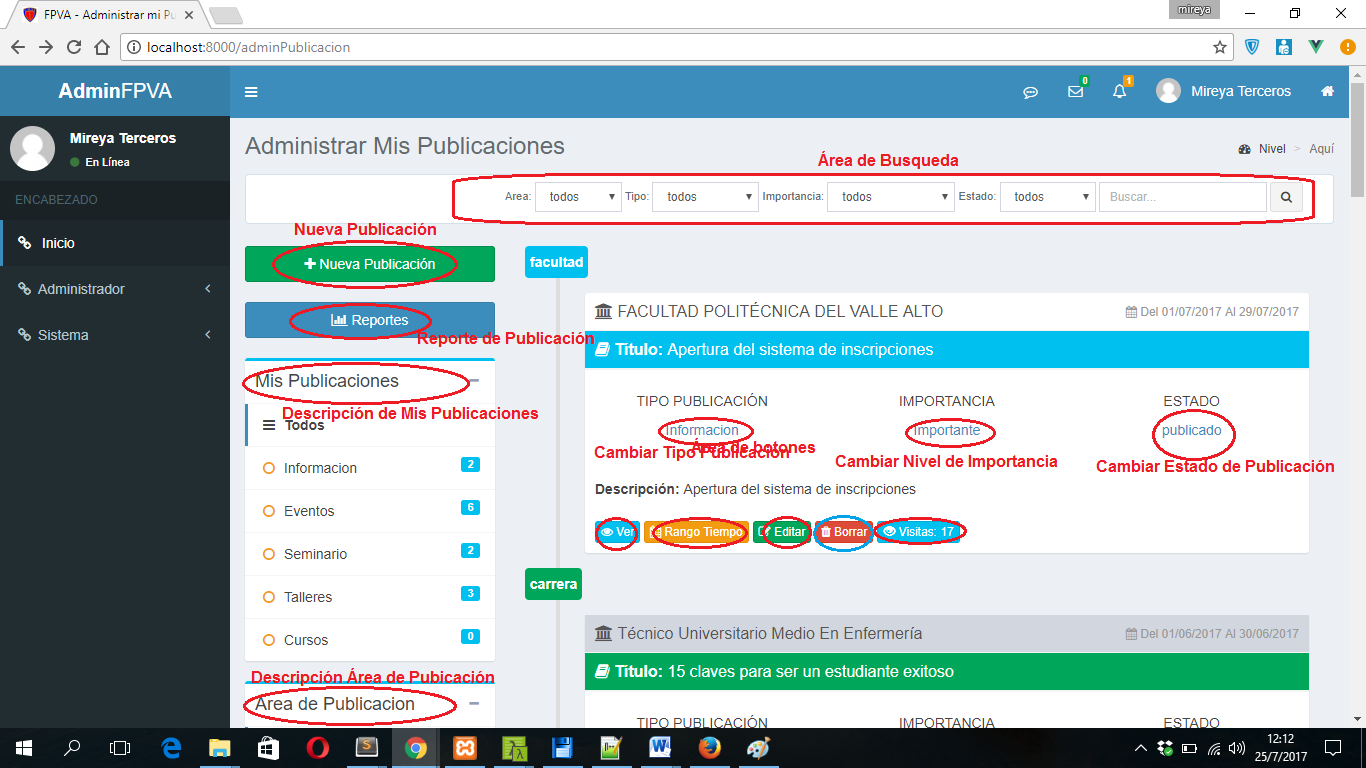 FPVA - Administrar mi Pu
mireya
localhost:8000/adminPublicacion
AdminFPVA
0
1
Mireya Terceros
Mireya Terceros
En Línea
ENCABEZADO
Inicio
Administrador
Sistema
Administrar Mis Publicaciones
Nivel > Aquí
Área de Busqueda
Area: todos Tipo: todos Importancia: todos Estado: todos Buscar...
Nueva Publicación
Nueva Publicación
Reportes
Reporte de Publicación
Mis Publicaciones
Descripción de Mis Publicaciones
Todos
Informacion 2
Eventos 6
Seminario 2
Talleres 3
Cursos 0
Descripción Área de Pubicación
Area de Publicacion
facultad
FACULTAD POLITÉCNICA DEL VALLE ALTO Del 01/07/2017 Al 29/07/2017
Titulo: Apertura del sistema de inscripciones
TIPO PUBLICACIÓN IMPORTANCIA ESTADO
Informacion Importante publicado
Área de botones
Cambiar Tipo Publicación Cambiar Nivel de Importancia Cambiar Estado de Publicación
Descripción: Apertura del sistema de inscripciones
Ver Rango Tiempo Editar Borrar Visitas: 17
carrera
Técnico Universitario Medio En Enfermería Del 01/06/2017 Al 30/06/2017
Titulo: 15 claves para ser un estudiante exitoso
TIPO PUBLICACIÓN IMPORTANCIA ESTADO
12:12
25/7/2017